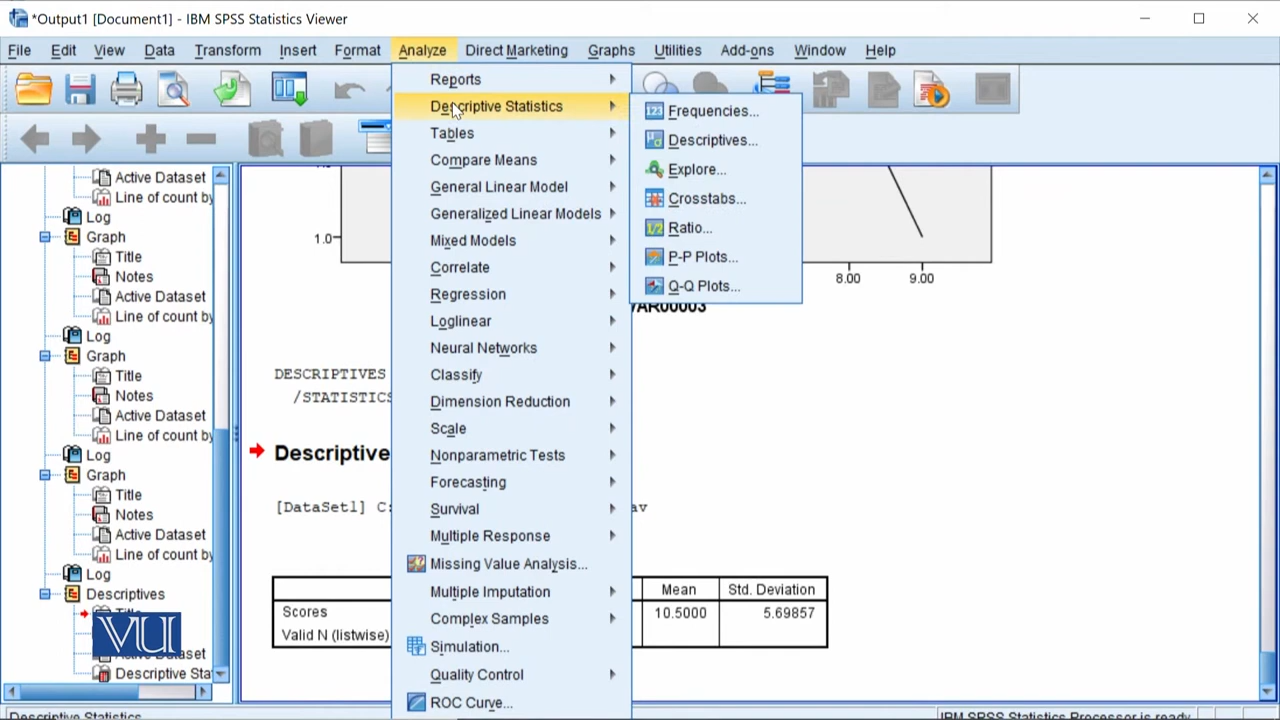 *Output1 [Document1] - IBM SPSS Statistics Viewer
File Edit View Data Transform Insert Format Analyze Direct Marketing Graphs Utilities Add-ons Window Help
Reports
Descriptive Statistics
Tables
Compare Means
General Linear Model
Generalized Linear Models
Mixed Models
Correlate
Regression
Loglinear
Neural Networks
Classify
Dimension Reduction
Scale
Nonparametric Tests
Forecasting
Survival
Multiple Response
Missing Value Analysis...
Multiple Imputation
Complex Samples
Simulation...
Quality Control
ROC Curve...
Frequencies...
Descriptives...
Explore...
Crosstabs...
Ratio...
P-P Plots...
Q-Q Plots...
Active Dataset
Line of count by
Log
Graph
Title
Notes
Active Dataset
Line of count by
Log
Graph
Title
Notes
Active Dataset
Line of count by
Log
Graph
Title
Notes
Active Dataset
Line of count by
Log
Descriptives
Title
VU
Active Dataset
Descriptive Sta
1.0
8.00 9.00
VAR00003
DESCRIPTIVES
/STATISTICS
Descriptive
[DataSet1] C: av
Mean Std. Deviation
Scores 10.5000 5.69857
Valid N (listwise)
Descriptive Statistics
IBM SPSS Statistics Processor is ready